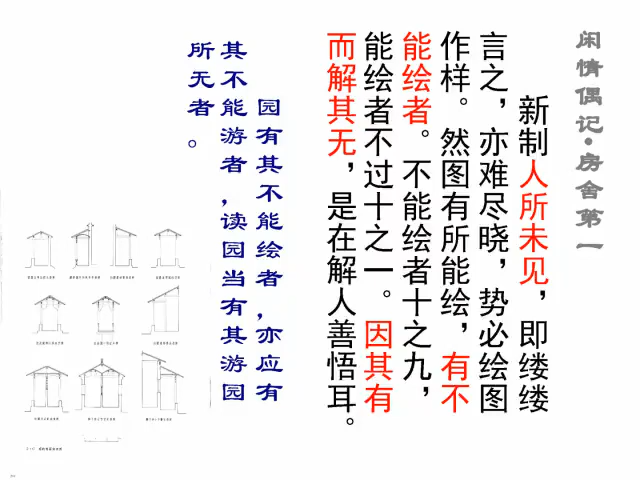 闲情偶记·房舍第一
新制人所未见，即缕缕
言之，亦难尽晓，势必绘图
作样。然图有所能绘，有不
能绘者。不能绘者十之九，
能绘者不过十之一。因其有
而解其无，是在解人善悟耳。
园有其不能绘者，亦应有
其不能游者，读园当有其游园
所无者。